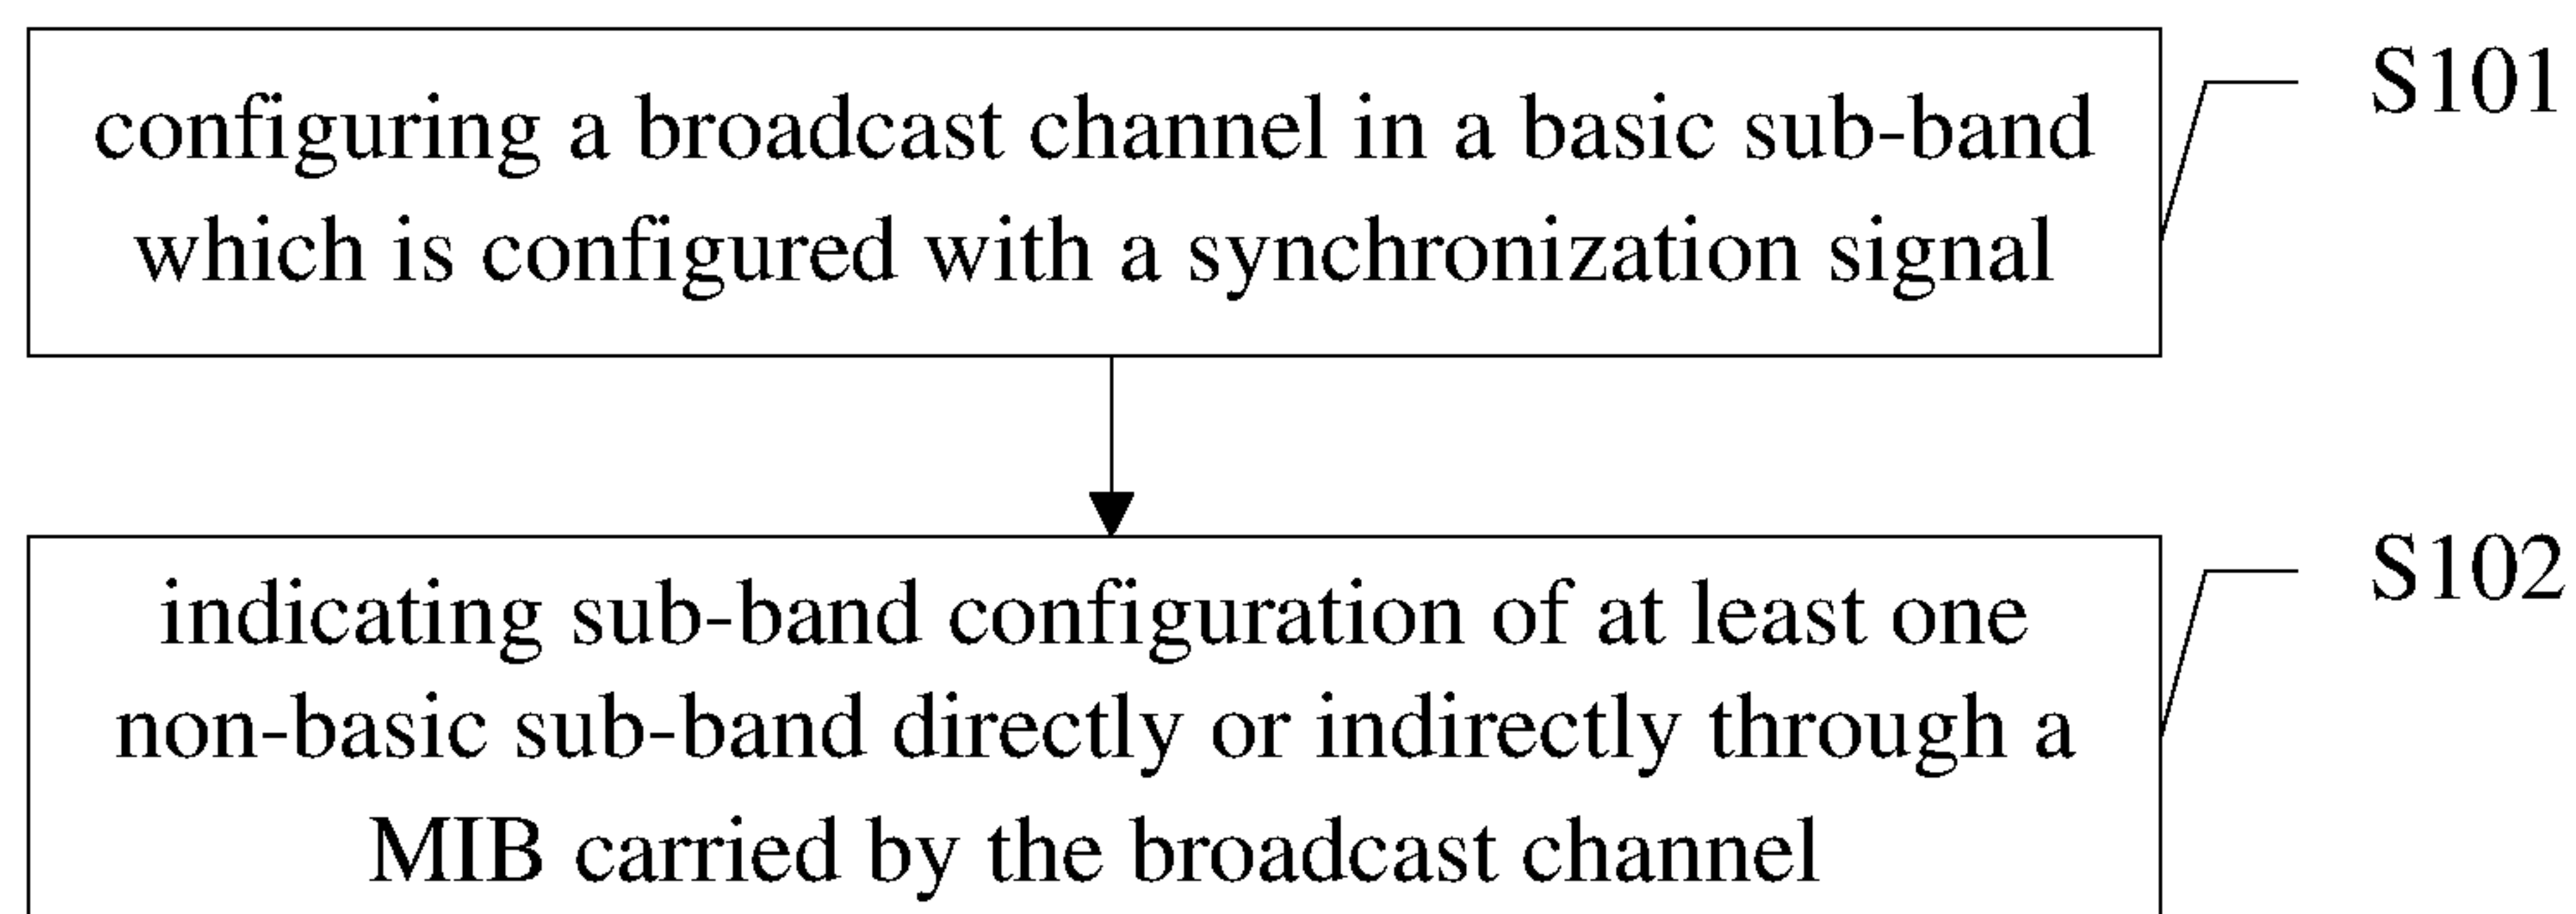 configuring a broadcast channel in a basic sub-band
which is configured with a synchronization signal
S101
indicating sub-band configuration of at least one
non-basic sub-band directly or indirectly through a
MIB carried by the broadcast channel
S102